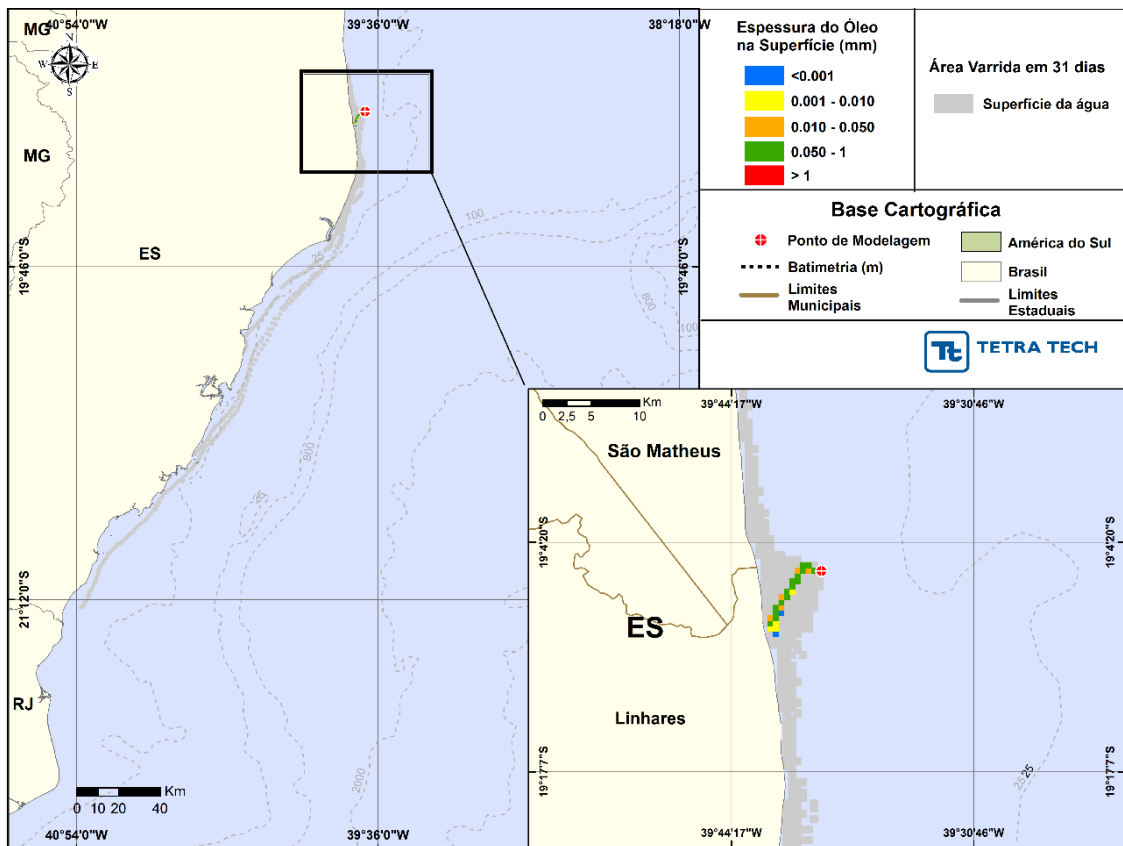 40°54'0"W
39°36'0"W
38°18'0"W
MG
N
W
E
S
MG
ES
100
25
19°46'0"S
19°46'0"S
800
100
800
25
21°12'0"S
RJ
2000
Km
0 10 20 40
40°54'0"W
39°36'0"W
Espessura do Óleo
na Superfície (mm)
<0.001
0.001 - 0.010
0.010 - 0.050
0.050 - 1
> 1
Área Varrida em 31 dias
Superfície da água
Base Cartográfica
Ponto de Modelagem
Batimetria (m)
Limites
Municipais
América do Sul
Brasil
Limites
Estaduais
Tt TETRA TECH
Km
0 2,5 5 10
39°44'17"W
39°30'46"W
São Matheus
19°4'20"S
19°4'20"S
ES
Linhares
19°17'7"S
19°17'7"S
2525
39°44'17"W
39°30'46"W